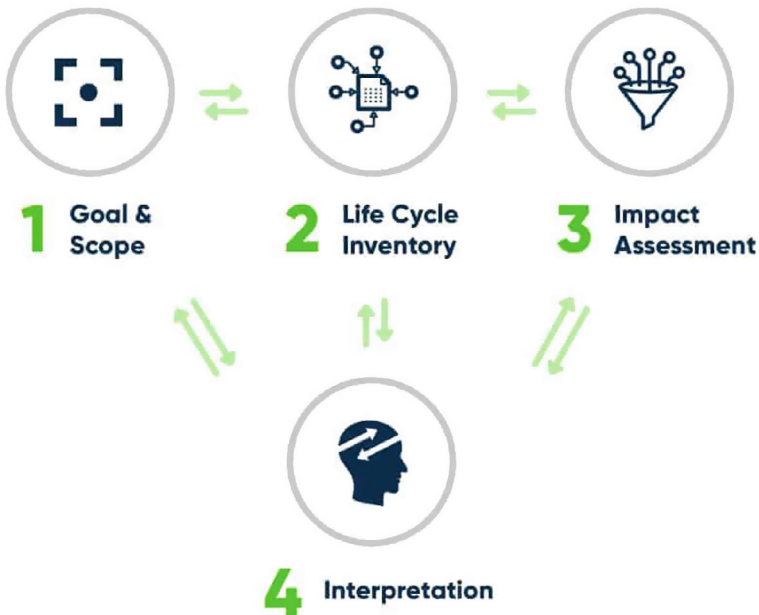 1 Goal &
Scope
2 Life Cycle
Inventory
3 Impact
Assessment
4 Interpretation